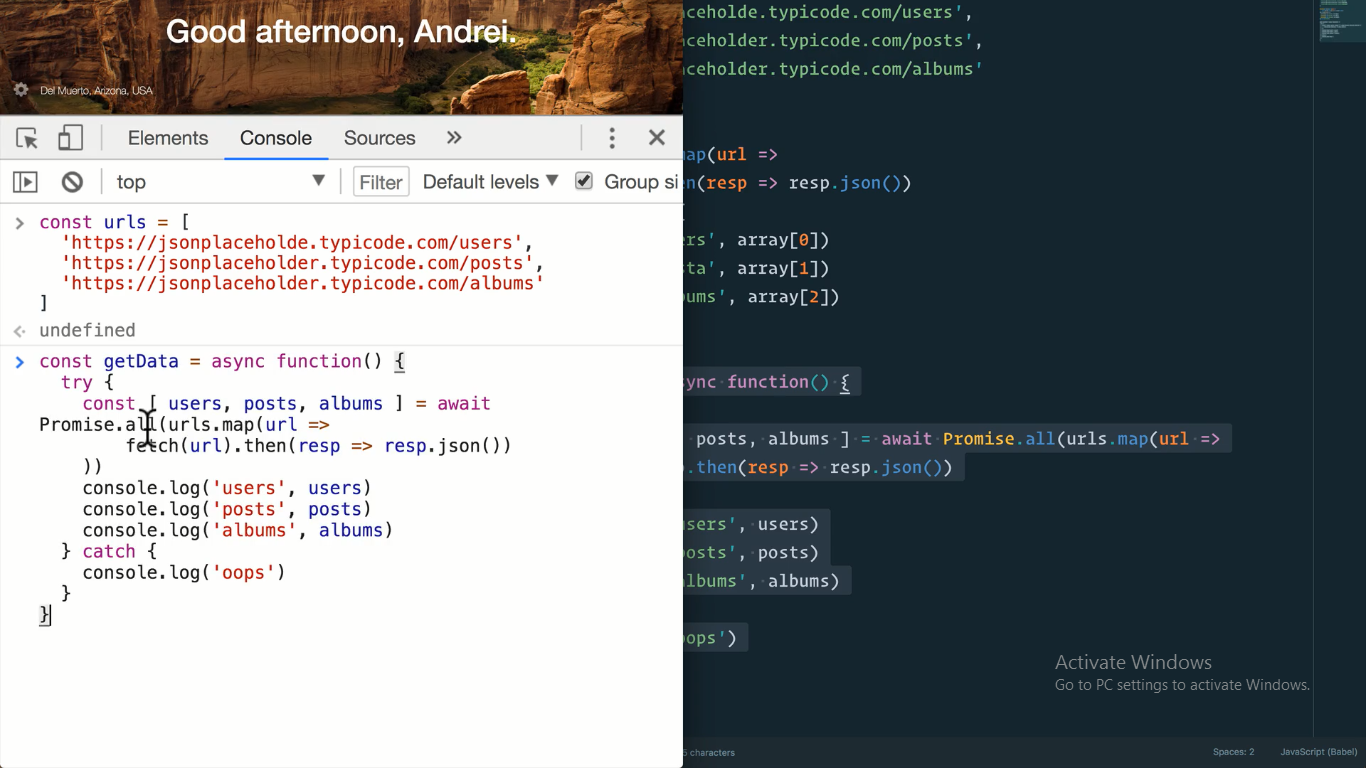 Good afternoon, Andrei.
Del Muerto, Arizona, USA
Elements Console Sources
top Filter Default levels Group si
const urls = [
'https://jsonplaceholde.typicode.com/users',
'https://jsonplaceholder.typicode.com/posts',
'https://jsonplaceholder.typicode.com/albums'
]
undefined
const getData = async function() {
try {
const [ users, posts, albums ] = await
Promise.all(urls.map(url =>
fetch(url).then(resp => resp.json())
))
console.log('users', users)
console.log('posts', posts)
console.log('albums', albums)
} catch {
console.log('oops')
}
}
aceholde.typicode.com/users',
aceholder.typicode.com/posts',
aceholder.typicode.com/albums'
map(url =>
en(resp => resp.json())
ers', array[0])
sta', array[1])
bums', array[2])
sync function() {
posts, albums ] = await Promise.all(urls.map(url =>
.then(resp => resp.json())
users', users)
posts', posts)
albums', albums)
oops')
Activate Windows
Go to PC settings to activate Windows.
5 characters
Spaces: 2 JavaScript (Babel)